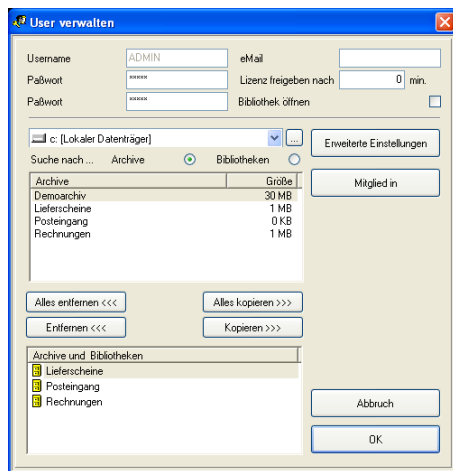 User verwalten
Username ADMIN eMail
Paßwort ***** Lizenz freigeben nach 0 min.
Paßwort ***** Bibliothek öffnen
c: [Lokaler Datenträger] ... Erweiterte Einstellungen
Suche nach ... Archive Bibliotheken
Mitglied in
Archive Größe
Demoarchiv 30 MB
Lieferscheine 1 MB
Posteingang 0 KB
Rechnungen 1 MB
Alles entfernen <<< Alles kopieren >>>
Entfernen <<< Kopieren >>>
Archive und Bibliotheken
Lieferscheine
Posteingang
Rechnungen
Abbruch
OK